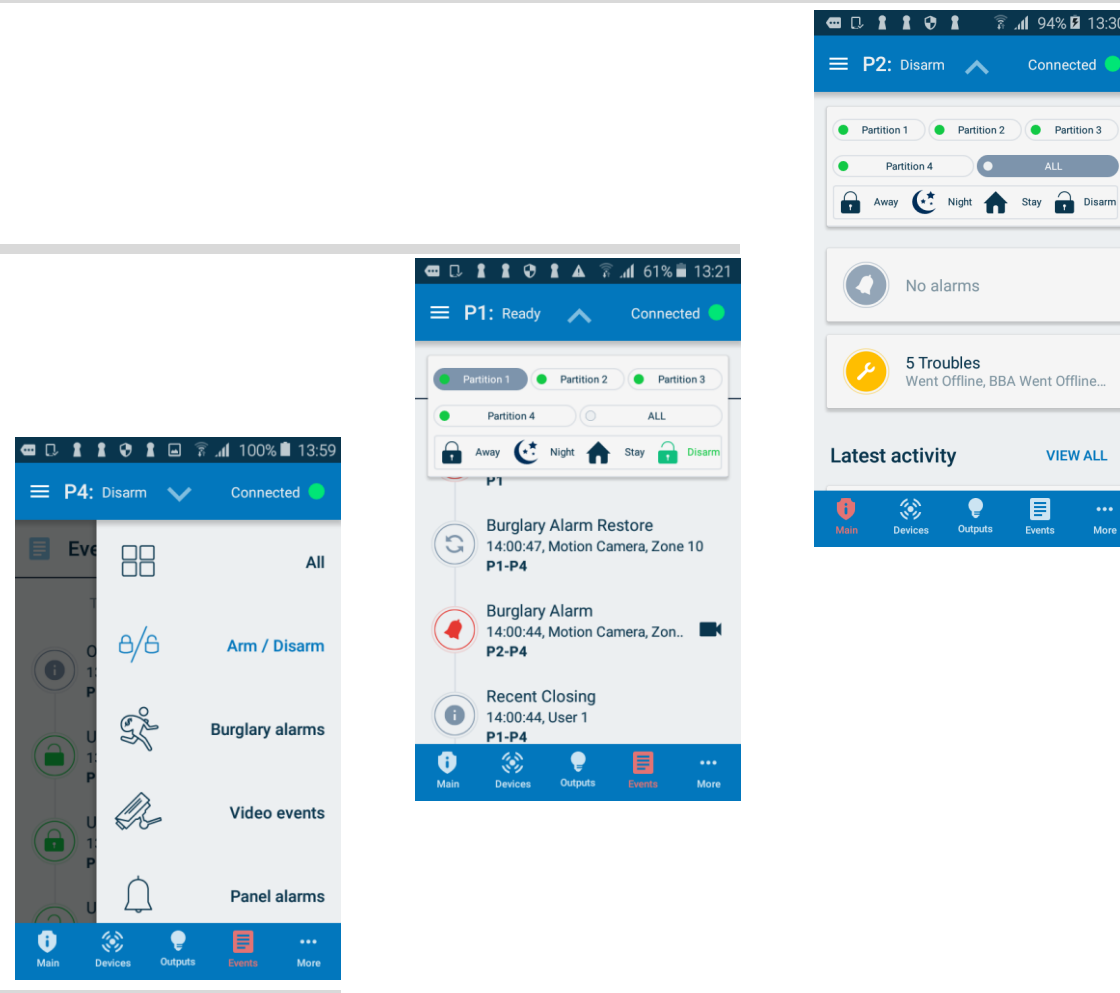 94% 13:30
P2: Disarm Connected
Partition 1 Partition 2 Partition 3
Partition 4 ALL
Away Night Stay Disarm
No alarms
5 Troubles
Went Offline, BBA Went Offline...
Latest activity VIEW ALL
Main Devices Outputs Events More
61% 13:21
P1: Ready Connected
Partition 1 Partition 2 Partition 3
Partition 4 ALL
Away Night Stay Disarm
P1
Burglary Alarm Restore
14:00:47, Motion Camera, Zone 10
P1-P4
Burglary Alarm
14:00:44, Motion Camera, Zon..
P2-P4
Recent Closing
14:00:44, User 1
P1-P4
Main Devices Outputs Events More
100% 13:59
P4: Disarm Connected
Eve
All
Arm / Disarm
Burglary alarms
Video events
Panel alarms
Main Devices Outputs Events More